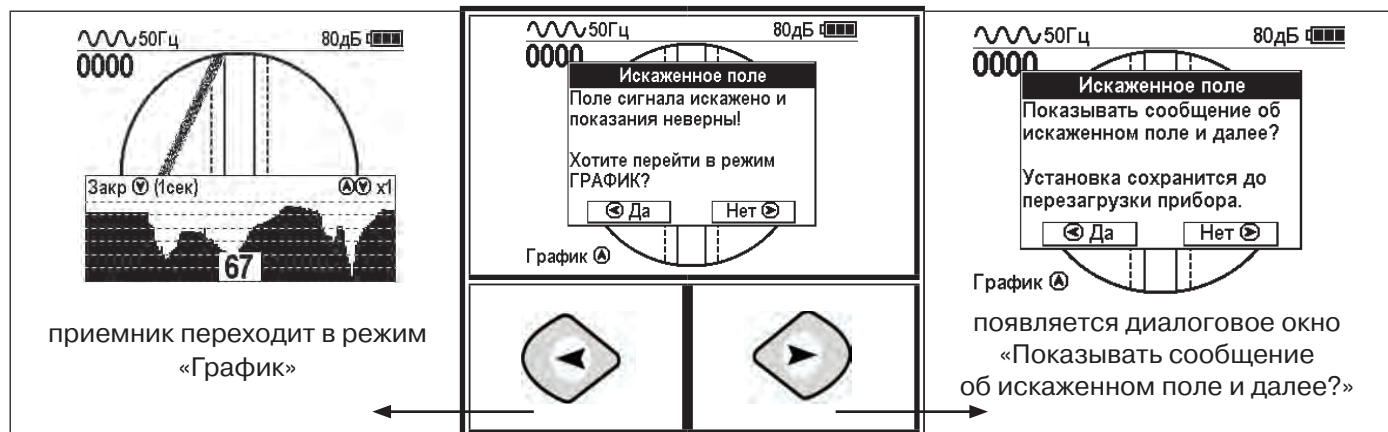 50Гц 80дБ
0000
Закр (1сек) x1
67
приемник переходит в режим
«График»
50Гц 80дБ
0000
Искаженное поле
Поле сигнала искажено и
показания неверны!
Хотите перейти в режим
ГРАФИК?
Да Нет
График
50Гц 80дБ
0000
Искаженное поле
Показывать сообщение об
искаженном поле и далее?
Установка сохранится до
перезагрузки прибора.
Да Нет
График
появляется диалоговое окно
«Показывать сообщение
об искаженном поле и далее?»